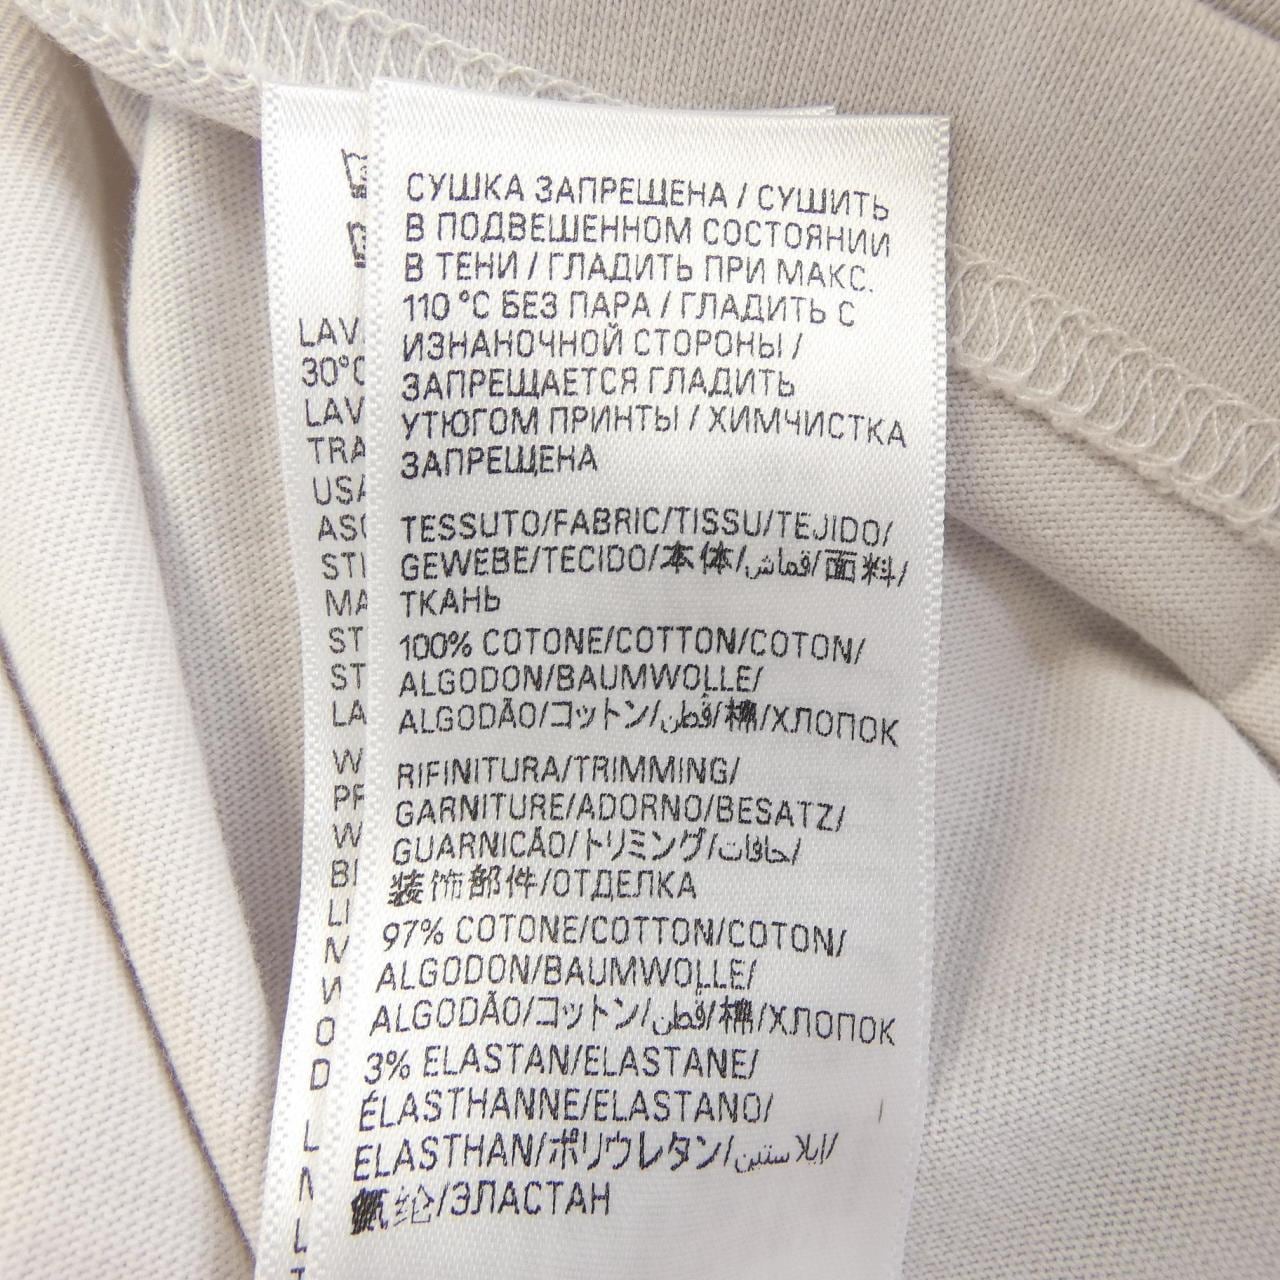 СУШКА ЗАПРЕЩЕНА / СУШИТЬ
В ПОДВЕШЕННОМ СОСТОЯНИИ
В ТЕНИ / ГЛАДИТЬ ПРИ МАКС.
110 °C БЕЗ ПАРА / ГЛАДИТЬ С
ИЗНАНОЧНОЙ СТОРОНЫ /
ЗАПРЕЩАЕТСЯ ГЛАДИТЬ
УТЮГОМ ПРИНТЫ / ХИМЧИСТКА
ЗАПРЕЩЕНА
TESSUTO/FABRIC/TISSU/TEJIDO/
GEWEBE/TECIDO/本体/قماش/面料/
ТКАНЬ
100% COTONE/COTTON/COTON/
ALGODON/BAUMWOLLE/
ALGODÃO/コットン/قطن/棉/ХЛОПОК
RIFINITURA/TRIMMING/
GARNITURE/ADORNO/BESATZ/
GUARNICÃO/トリミング/حافات/
装饰部件/ОТДЕЛКА
97% COTONE/COTTON/COTON/
ALGODON/BAUMWOLLE/
ALGODÃO/コットン/قطن/棉/ХЛОПОК
3% ELASTAN/ELASTANE/
ÉLASTHANNE/ELASTANO/
ELASTHAN/ポリウレタン/إيلاستين/
氨纶/ЭЛАСТАН
LAV
30°C
LAV
TRA
USA
ASC
STI
MA
ST
ST
LA
W
PR
W
BL
LI